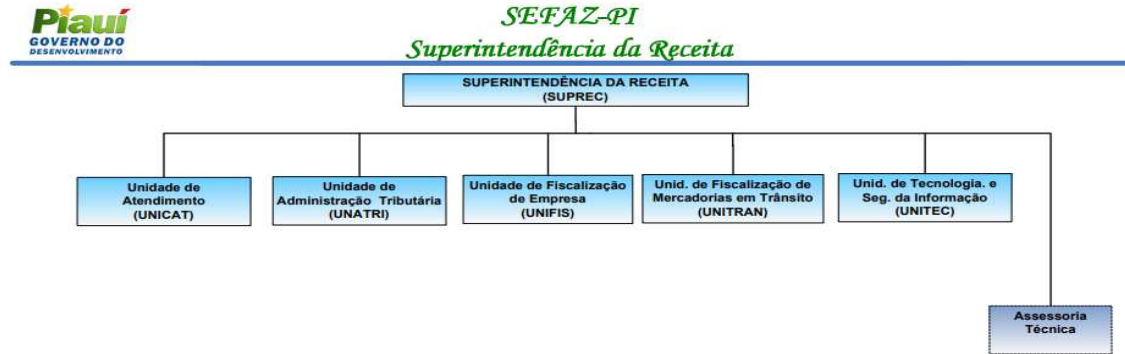 Piauí
GOVERNO DO
DESENVOLVIMENTO
SEFAZ-PI
Superintendência da Receita
SUPERINTENDÊNCIA DA RECEITA
(SUPREC)
Unidade de
Atendimento
(UNICAT)
Unidade de
Administração Tributária
(UNATRI)
Unidade de Fiscalização
de Empresa
(UNIFIS)
Unid. de Fiscalização de
Mercadorias em Trânsito
(UNITRAN)
Unid. de Tecnologia. e
Seg. da Informação
(UNITEC)
Assessoria
Técnica